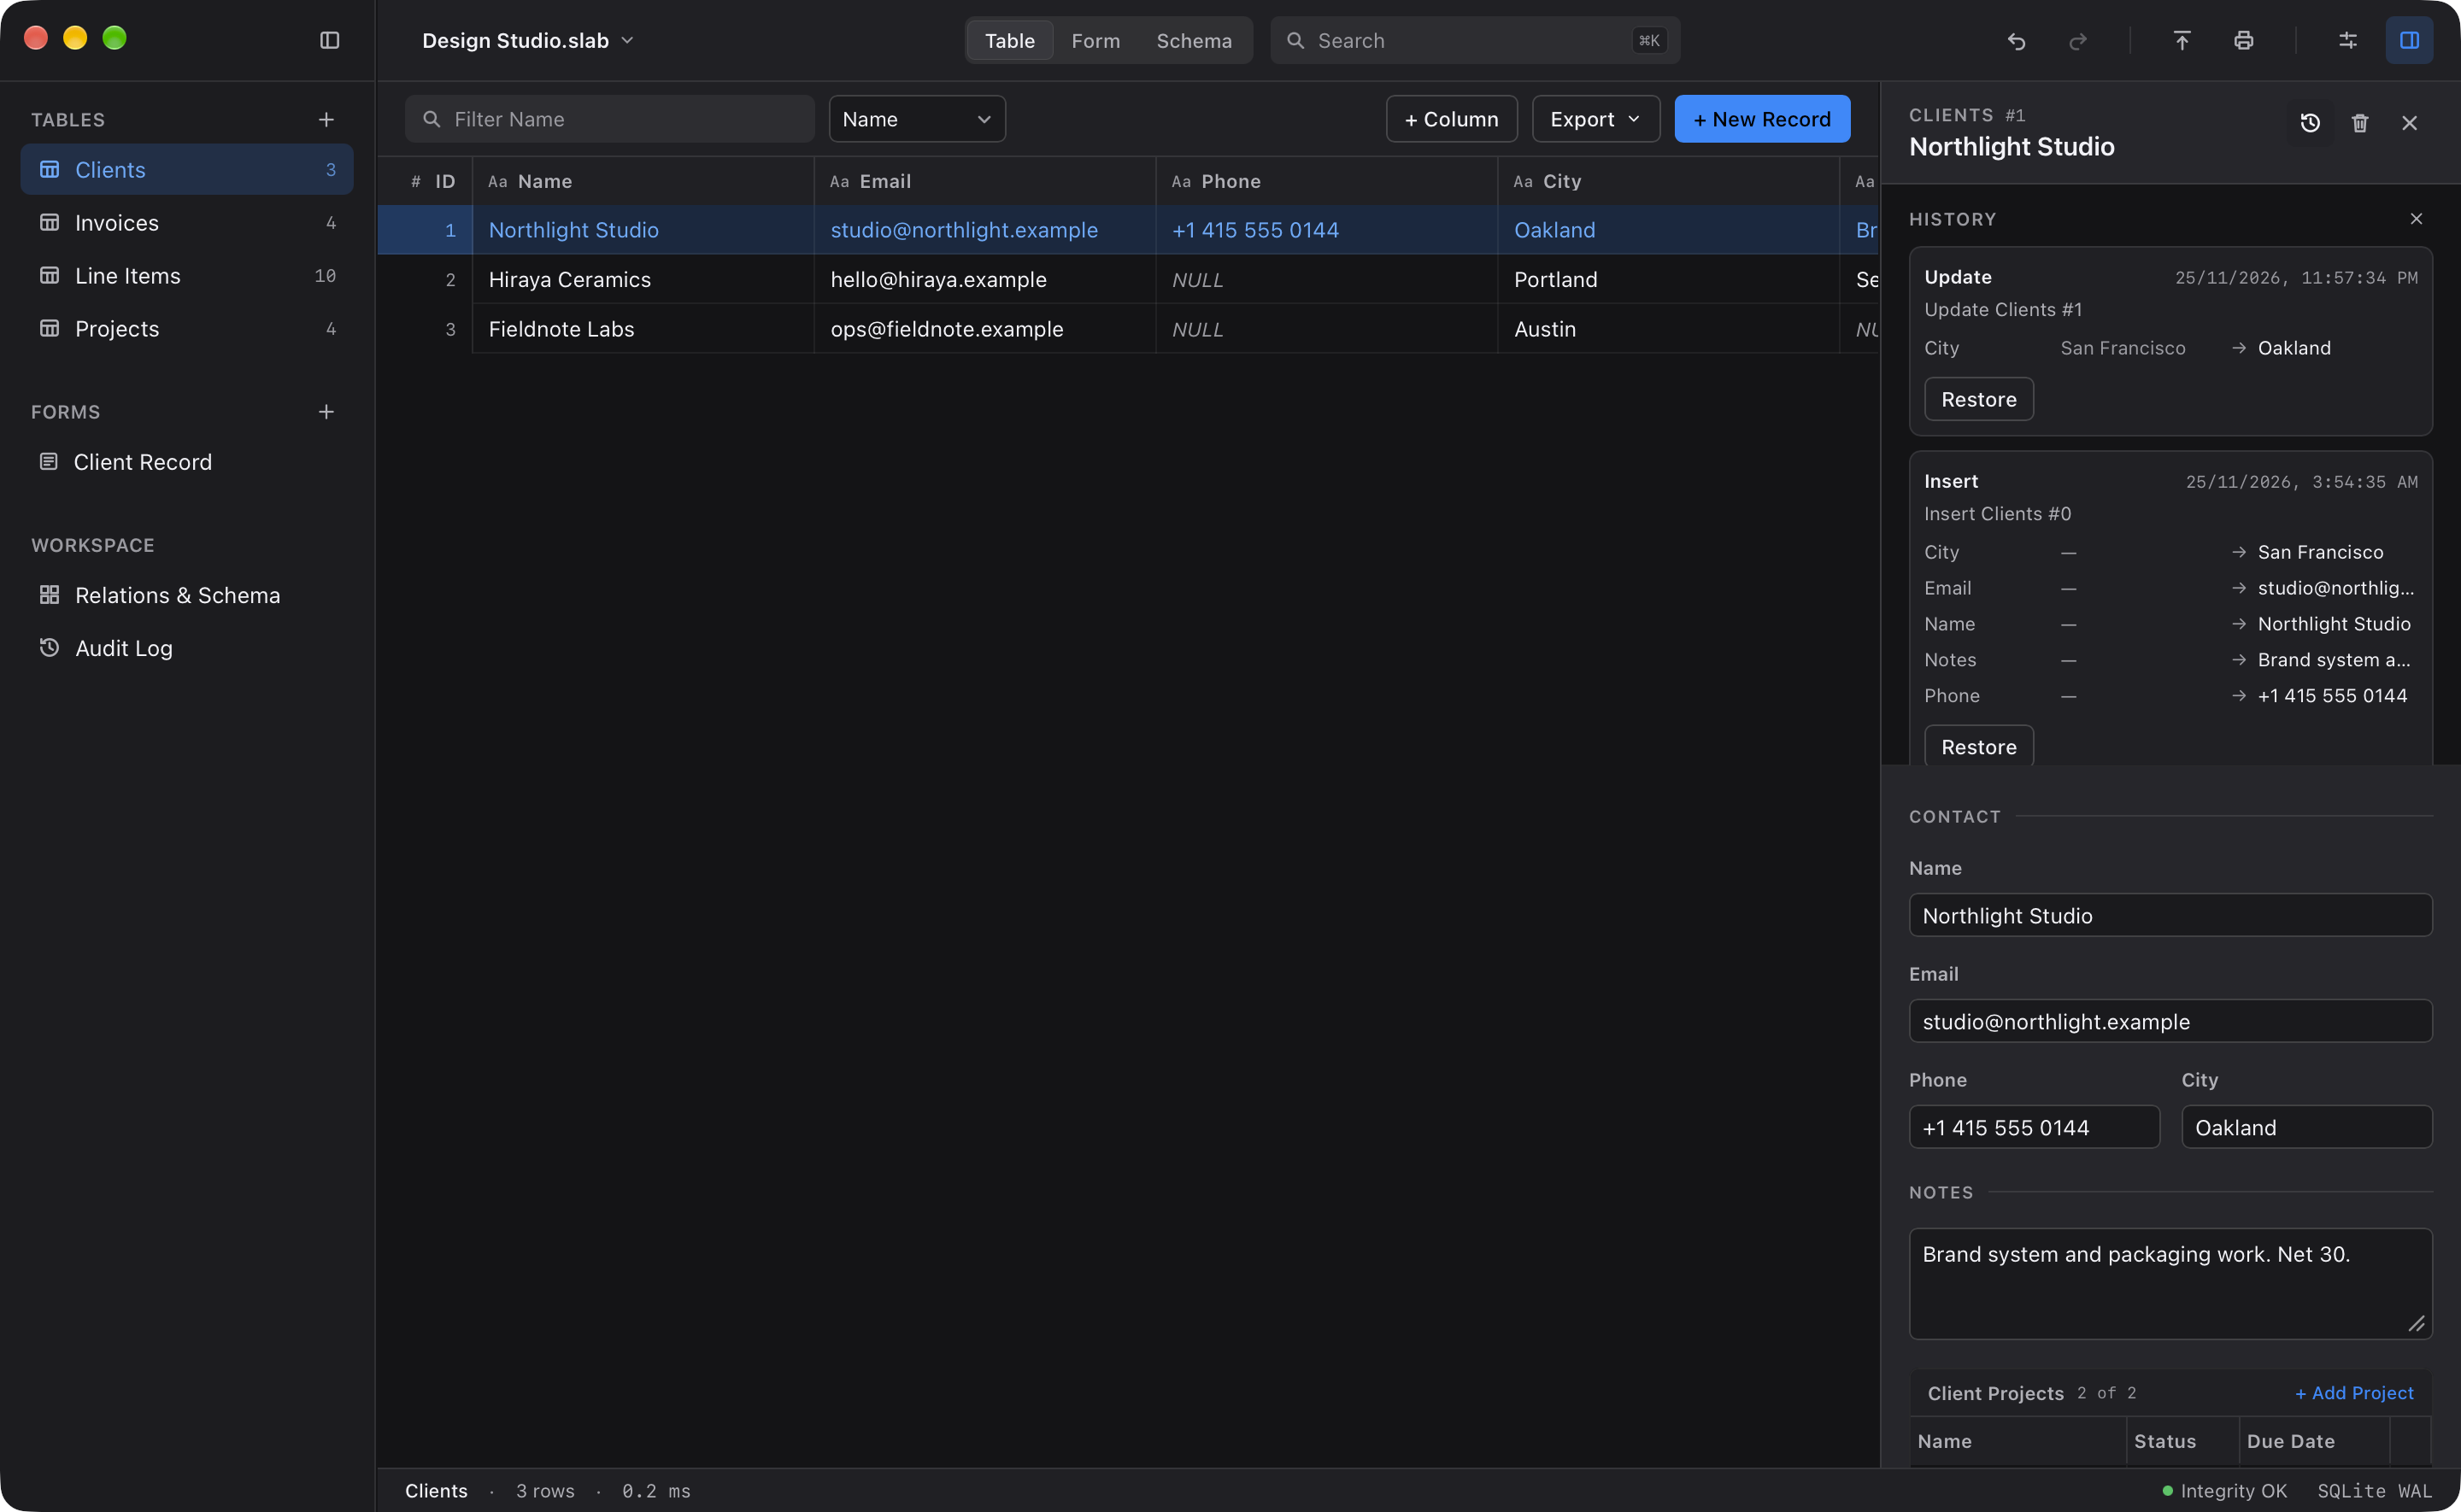 Design Studio.slab
Table Form Schema
Search ⌘K
TABLES
Clients 3
Invoices 4
Line Items 10
Projects 4
FORMS
Client Record
WORKSPACE
Relations & Schema
Audit Log
Filter Name
Name
+ Column
Export
+ New Record
# ID Aa Name Aa Email Aa Phone Aa City Aa
1 Northlight Studio studio@northlight.example +1 415 555 0144 Oakland Br
2 Hiraya Ceramics hello@hiraya.example NULL Portland Se
3 Fieldnote Labs ops@fieldnote.example NULL Austin NU
CLIENTS #1
Northlight Studio
HISTORY
Update 25/11/2026, 11:57:34 PM
Update Clients #1
City San Francisco → Oakland
Restore
Insert 25/11/2026, 3:54:35 AM
Insert Clients #0
City — → San Francisco
Email — → studio@northlig...
Name — → Northlight Studio
Notes — → Brand system a...
Phone — → +1 415 555 0144
Restore
CONTACT
Name
Northlight Studio
Email
studio@northlight.example
Phone City
+1 415 555 0144 Oakland
NOTES
Brand system and packaging work. Net 30.
Client Projects 2 of 2 + Add Project
Name Status Due Date
Clients · 3 rows · 0.2 ms
Integrity OK SQLite WAL